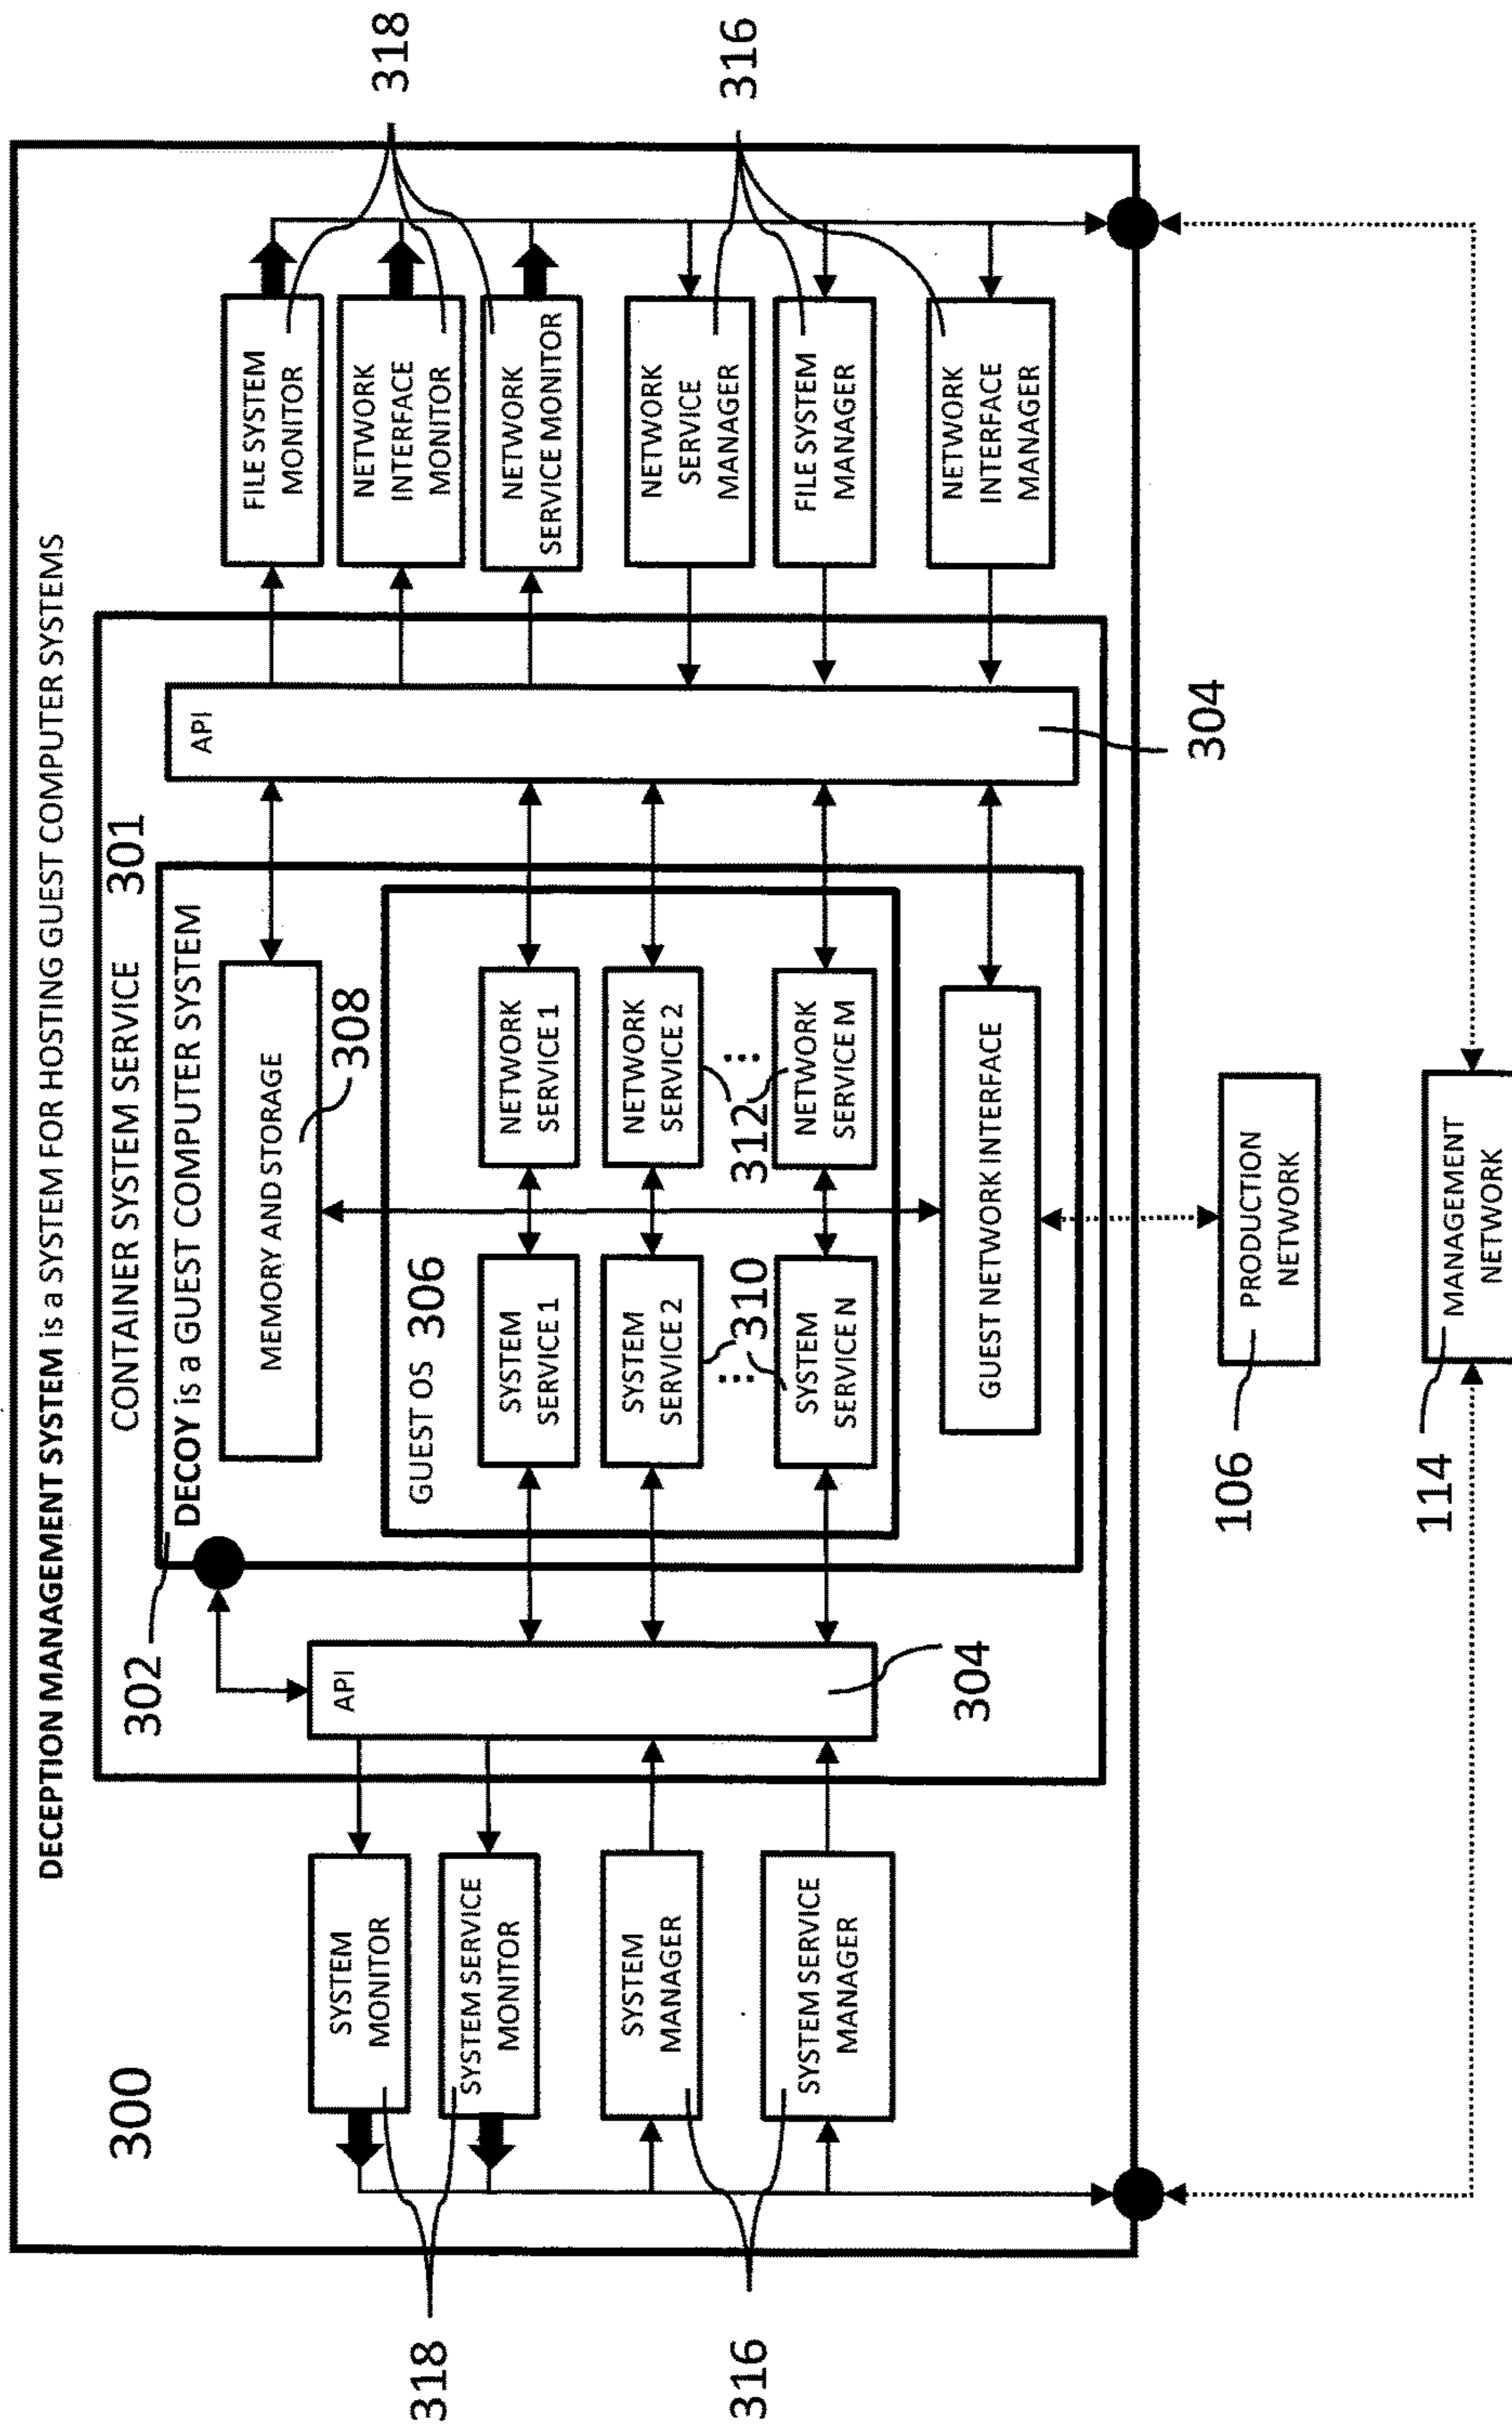 DECEPTION MANAGEMENT SYSTEM is a SYSTEM FOR HOSTING GUEST COMPUTER SYSTEMS
300
CONTAINER SYSTEM SERVICE 301
302
DECOY is a GUEST COMPUTER SYSTEM
MEMORY AND STORAGE
308
GUEST OS 306
SYSTEM
SERVICE 1
SYSTEM
SERVICE 2
310
SYSTEM
SERVICE N
NETWORK
SERVICE 1
NETWORK
SERVICE 2
312
NETWORK
SERVICE M
GUEST NETWORK INTERFACE
API
304
API
304
SYSTEM
MONITOR
SYSTEM SERVICE
MONITOR
SYSTEM
MANAGER
SYSTEM SERVICE
MANAGER
318
316
FILE SYSTEM
MONITOR
NETWORK
INTERFACE
MONITOR
NETWORK
SERVICE MONITOR
NETWORK
SERVICE
MANAGER
FILE SYSTEM
MANAGER
NETWORK
INTERFACE
MANAGER
318
316
PRODUCTION
NETWORK
106
MANAGEMENT
NETWORK
114